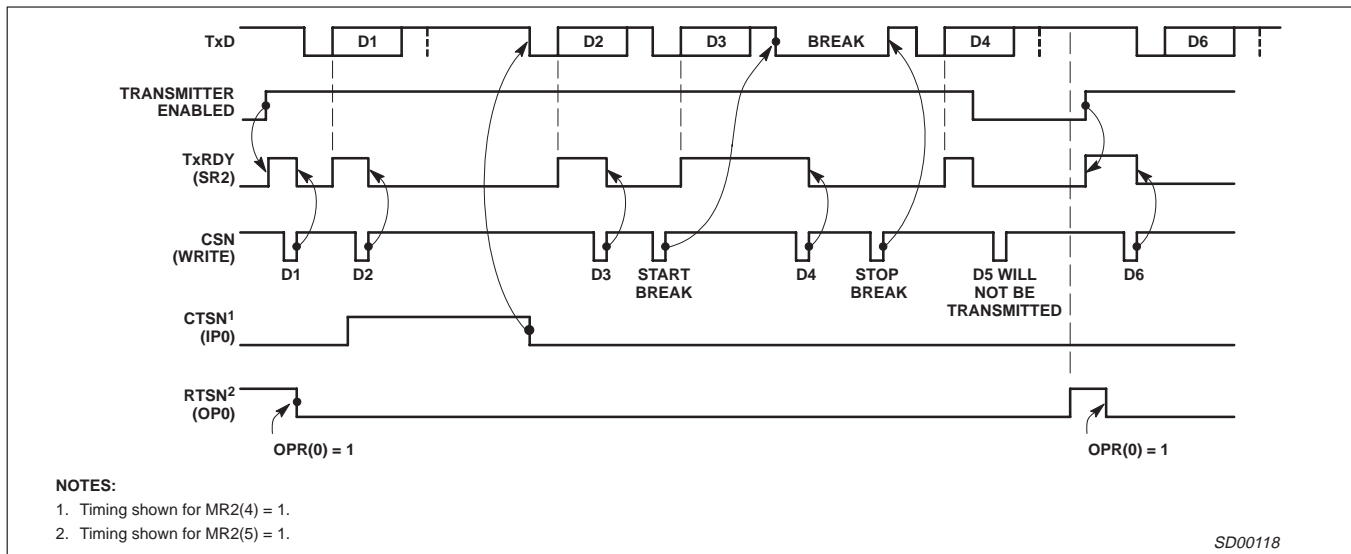 TxD
D1
D2
D3
BREAK
D4
D6
TRANSMITTER
ENABLED
TxRDY
(SR2)
CSN
(WRITE)
D1
D2
D3
START
BREAK
D4
STOP
BREAK
D5 WILL
NOT BE
TRANSMITTED
D6
CTSN1
(IP0)
RTSN2
(OP0)
OPR(0) = 1
OPR(0) = 1
NOTES:
1. Timing shown for MR2(4) = 1.
2. Timing shown for MR2(5) = 1.
SD00118